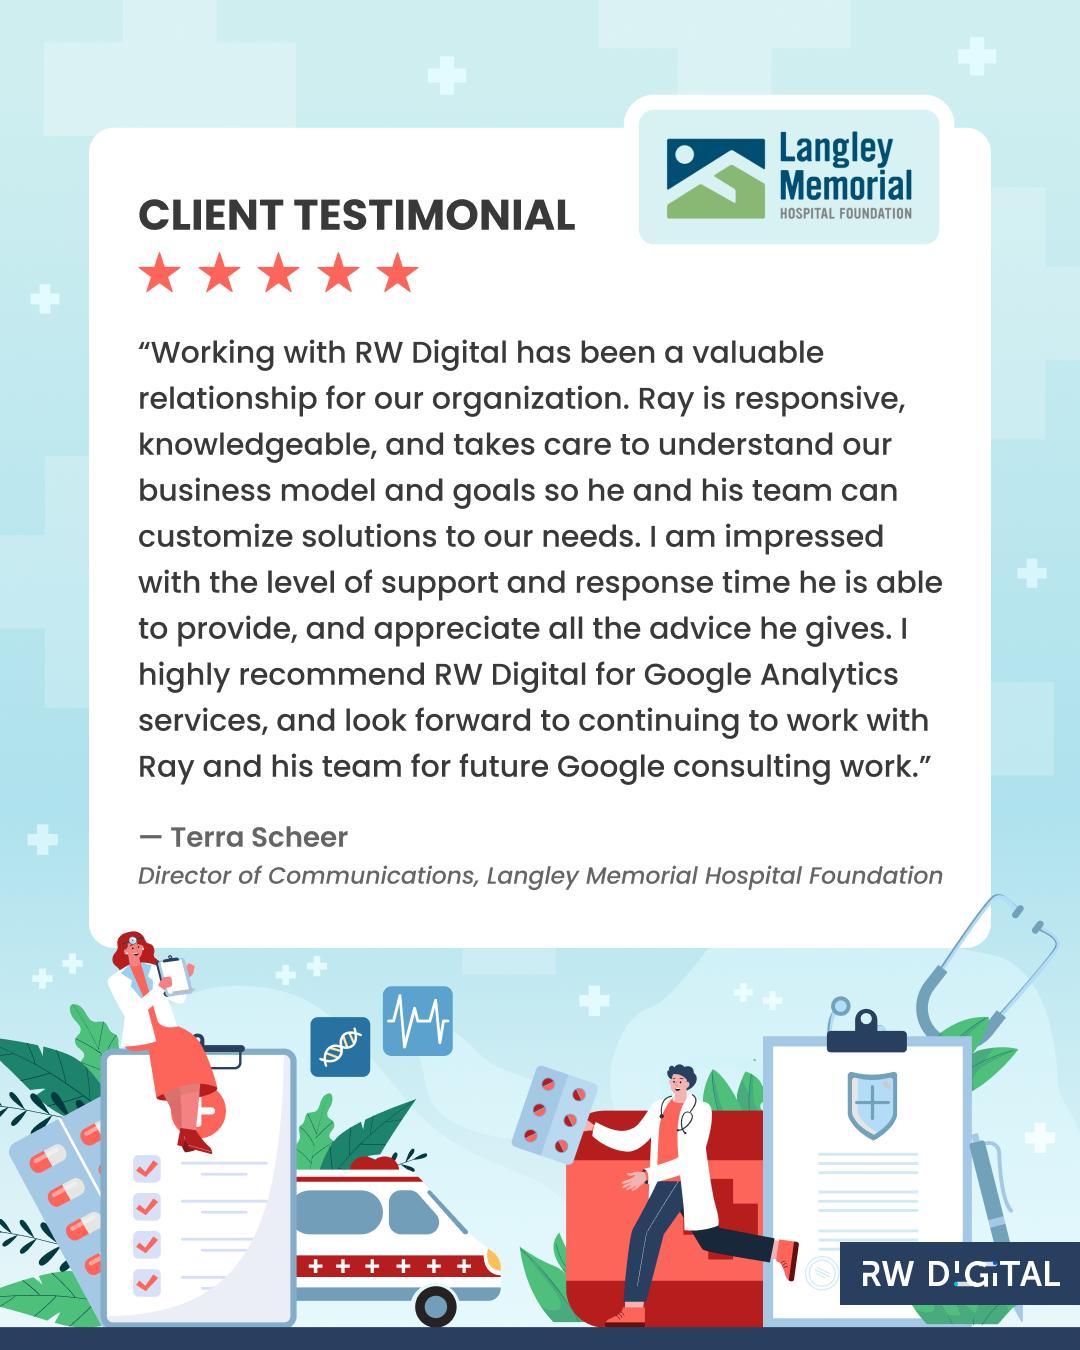 Langley
Memorial
HOSPITAL FOUNDATION
CLIENT TESTIMONIAL
“Working with RW Digital has been a valuable
relationship for our organization. Ray is responsive,
knowledgeable, and takes care to understand our
business model and goals so he and his team can
customize solutions to our needs. I am impressed
with the level of support and response time he is able
to provide, and appreciate all the advice he gives. I
highly recommend RW Digital for Google Analytics
services, and look forward to continuing to work with
Ray and his team for future Google consulting work.”
— Terra Scheer
Director of Communications, Langley Memorial Hospital Foundation
RW DIGITAL